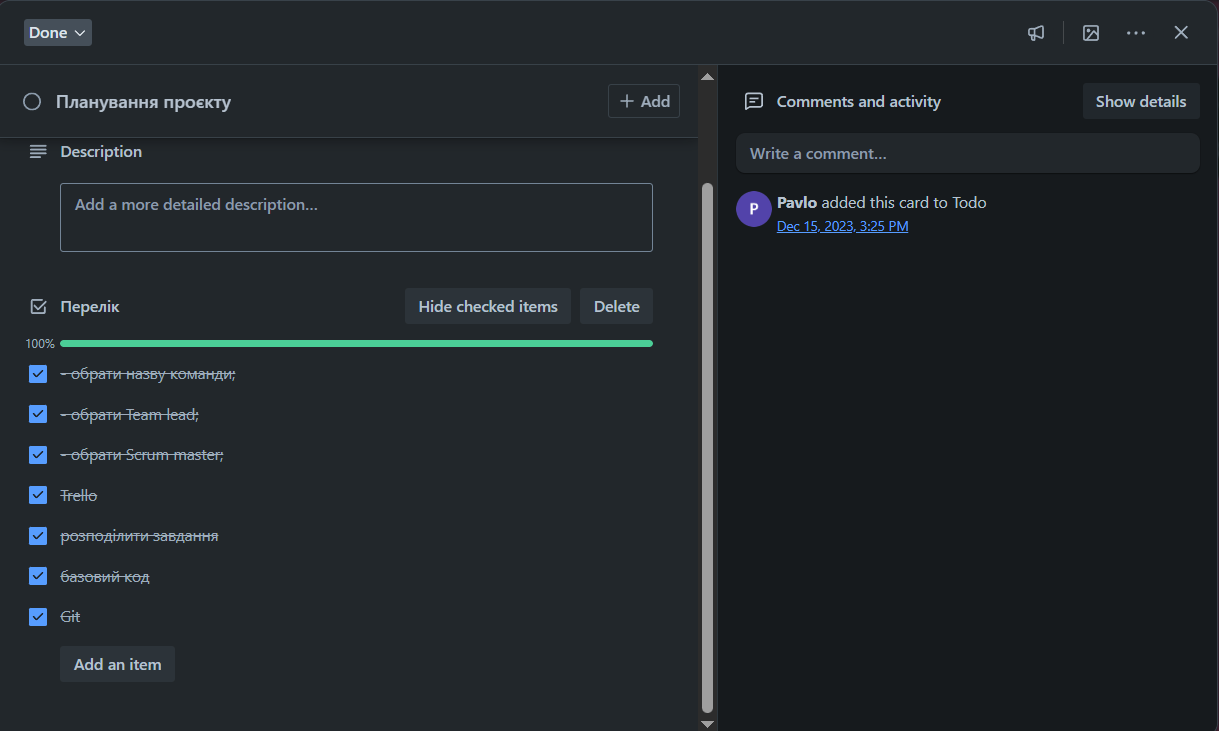 Done
Планування проєкту
Add
Description
Add a more detailed description...
Перелік
Hide checked items
Delete
100%
- обрати назву команди;
- обрати Team lead;
- обрати Scrum master;
Trello
розподілити завдання
базовий код
Git
Add an item
Comments and activity
Show details
Write a comment...
P
Pavlo added this card to Todo
Dec 15, 2023, 3:25 PM